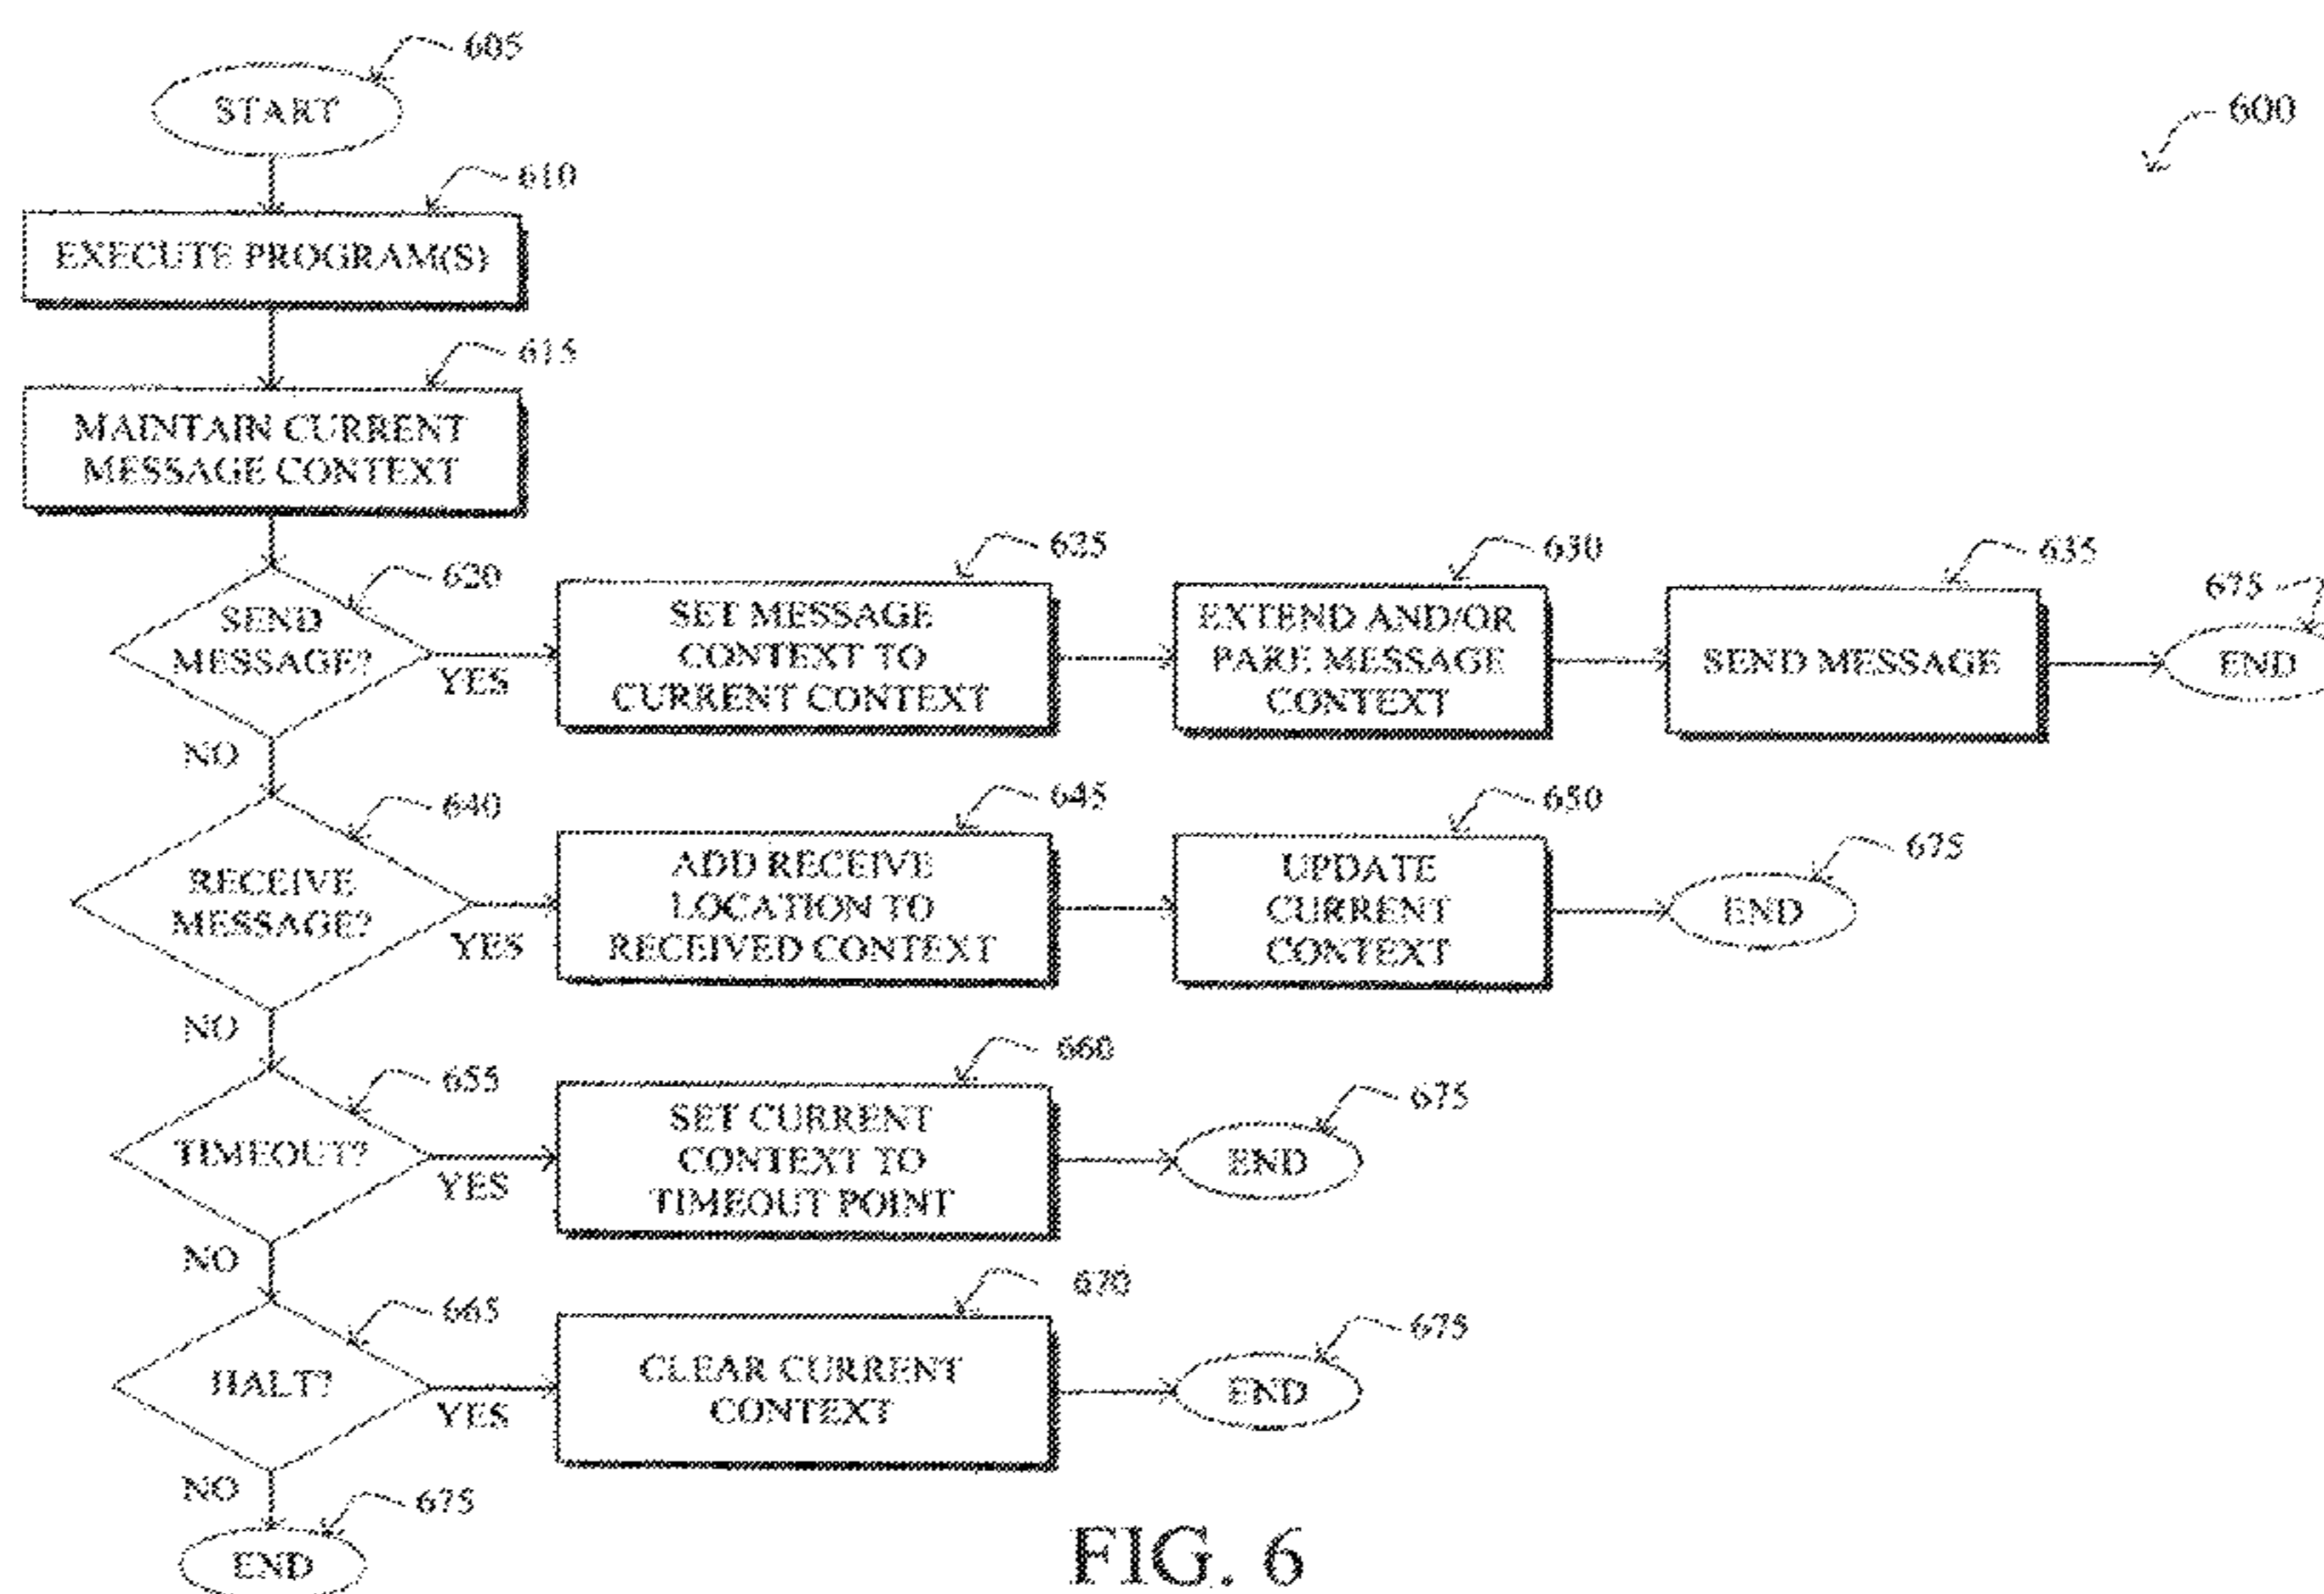 605
START
600
610
EXECUTE PROGRAM(S)
615
MAINTAIN CURRENT
MESSAGE CONTEXT
620
SEND
MESSAGE?
YES
NO
625
SET MESSAGE
CONTEXT TO
CURRENT CONTEXT
630
EXTEND AND/OR
PARE MESSAGE
CONTEXT
635
SEND MESSAGE
675
END
640
RECEIVE
MESSAGE?
YES
NO
645
ADD RECEIVE
LOCATION TO
RECEIVED CONTEXT
650
UPDATE
CURRENT
CONTEXT
675
END
655
TIMEOUT?
YES
NO
660
SET CURRENT
CONTEXT TO
TIMEOUT POINT
675
END
665
HALT?
YES
NO
670
CLEAR CURRENT
CONTEXT
675
END
675
END
FIG. 6